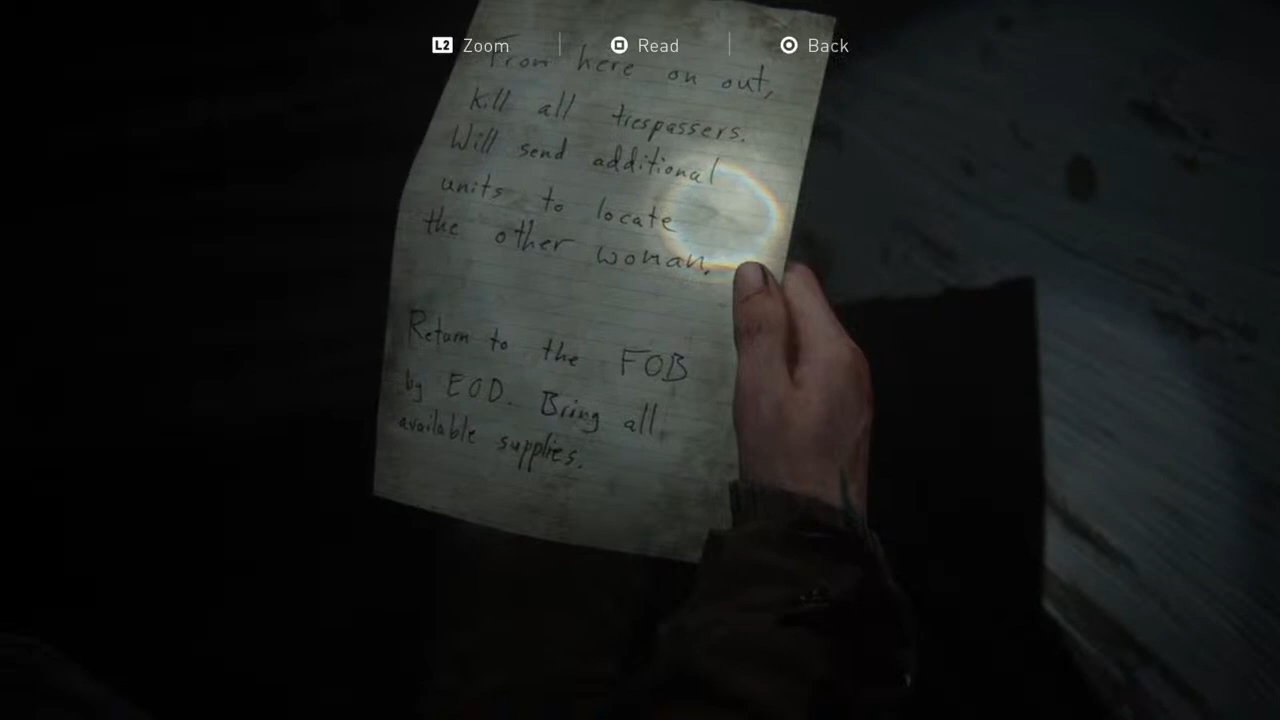 L2 Zoom Read Back
From here on out,
kill all trespassers.
Will send additional
units to locate
the other woman.
Return to the FOB
by EOD. Bring all
available supplies.